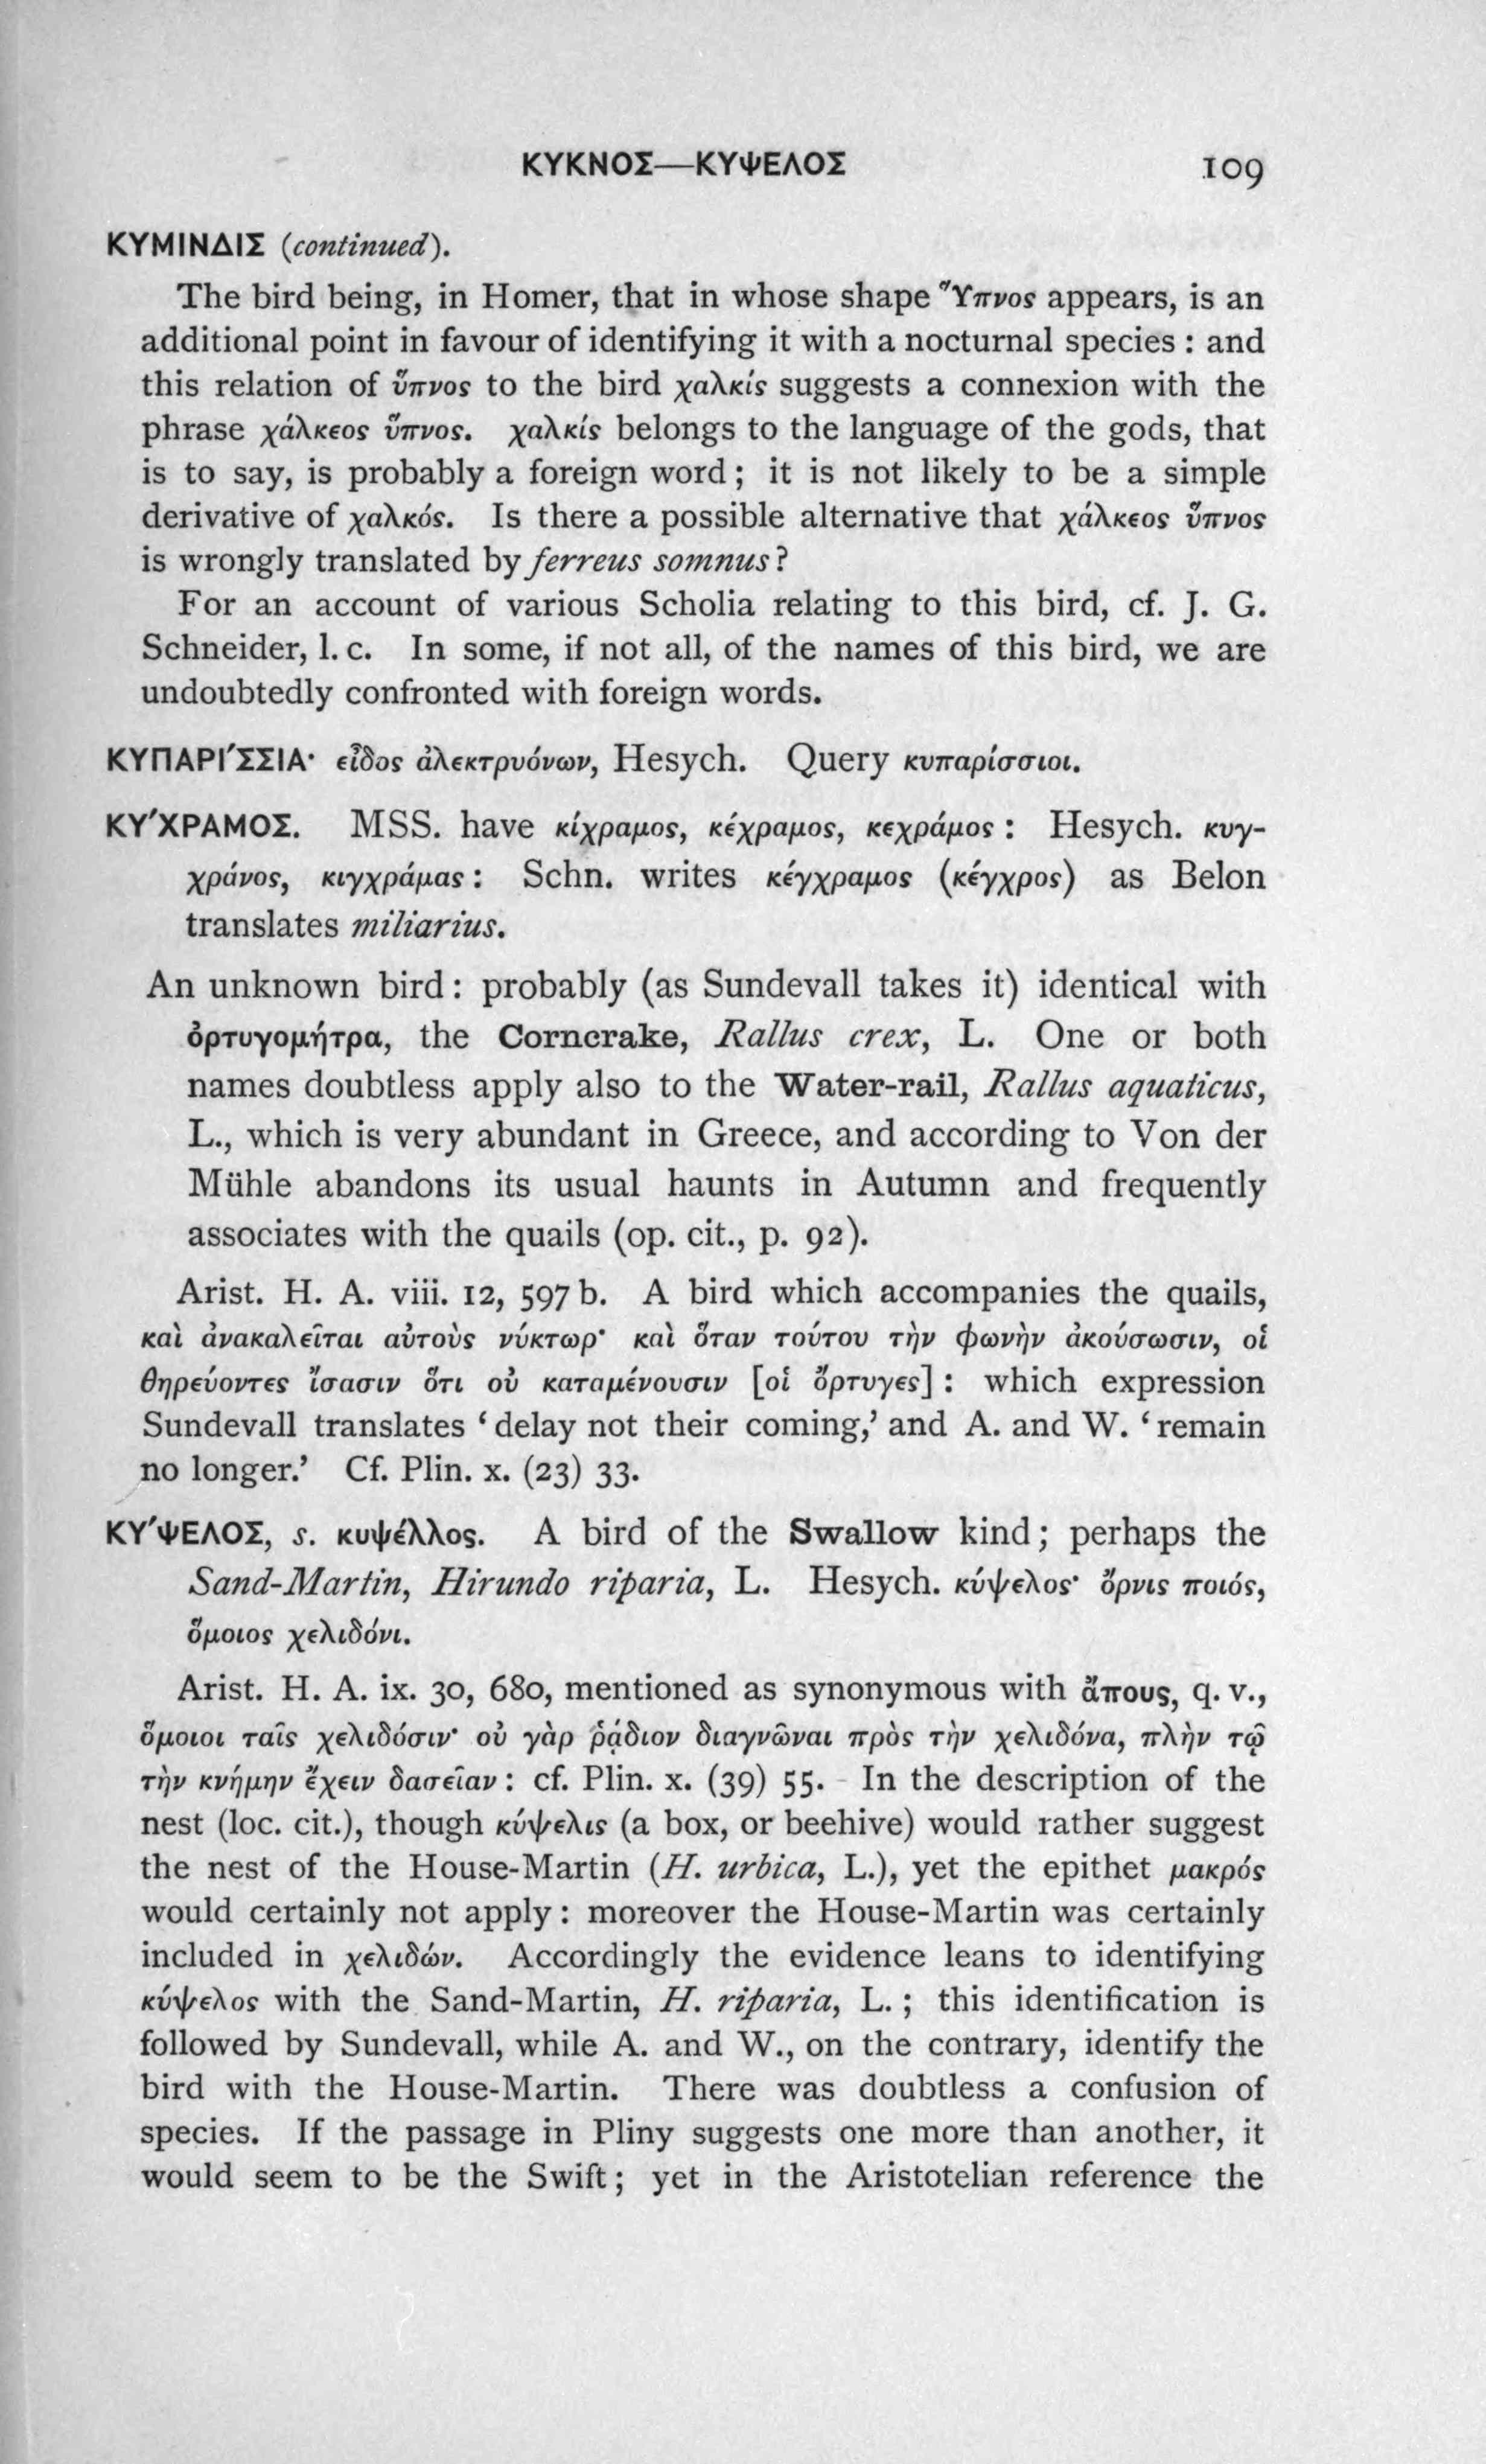 ΚΥΚΝΟΣ—ΚΥΨΕΛΟΣ 109
ΚΥΜΙΝΔΙΣ (continued).
The bird being, in Homer, that in whose shape Ὕπνος appears, is an
additional point in favour of identifying it with a nocturnal species : and
this relation of ὕπνος to the bird χαλκίς suggests a connexion with the
phrase χάλκεος ὕπνος. χαλκίς belongs to the language of the gods, that
is to say, is probably a foreign word ; it is not likely to be a simple
derivative of χαλκός. Is there a possible alternative that χάλκεος ὕπνος
is wrongly translated by ferreus somnus ?
For an account of various Scholia relating to this bird, cf. J. G.
Schneider, l. c. In some, if not all, of the names of this bird, we are
undoubtedly confronted with foreign words.
ΚΥΠΑΡΙ´ΣΣΙΑ· εἶδος ἀλεκτρυόνων, Hesych. Query κυπαρίσσιοι.
ΚΥ´ΧΡΑΜΟΣ. MSS. have κίχραμος, κέχραμος, κεχράμος : Hesych. κυγ-
χράνος, κιγχράμας : Schn. writes κέγχραμος (κέγχρος) as Belon
translates miliarius.
An unknown bird : probably (as Sundevall takes it) identical with
ὀρτυγομήτρα, the Corncrake, Rallus crex, L. One or both
names doubtless apply also to the Water-rail, Rallus aquaticus,
L., which is very abundant in Greece, and according to Von der
Mühle abandons its usual haunts in Autumn and frequently
associates with the quails (op. cit., p. 92).
Arist. H. A. viii. 12, 597 b. A bird which accompanies the quails,
καὶ ἀνακαλεῖται αὐτοὺς νύκτωρ· καὶ ὅταν τούτου τὴν φωνὴν ἀκούσωσιν, οἱ
θηρεύοντες ἴσασιν ὅτι οὐ καταμένουσιν [οἱ ὄρτυγες] : which expression
Sundevall translates ‘ delay not their coming,’ and A. and W. ‘ remain
no longer.’ Cf. Plin. x. (23) 33.
ΚΥ´ΨΕΛΟΣ, s. κυψέλλος. A bird of the Swallow kind ; perhaps the
Sand-Martin, Hirundo riparia, L. Hesych. κύψελος· ὄρνις ποιός,
ὅμοιος χελιδόνι.
Arist. H. A. ix. 30, 680, mentioned as synonymous with ἄπους, q. v.,
ὅμοιοι ταῖς χελιδόσιν· οὐ γὰρ ῥᾴδιον διαγνῶναι πρὸς τὴν χελιδόνα, πλὴν τῷ
τὴν κνήμην ἔχειν δασεῖαν : cf. Plin. x. (39) 55. In the description of the
nest (loc. cit.), though κύψελις (a box, or beehive) would rather suggest
the nest of the House-Martin (H. urbica, L.), yet the epithet μακρός
would certainly not apply : moreover the House-Martin was certainly
included in χελιδών. Accordingly the evidence leans to identifying
κύψελος with the Sand-Martin, H. riparia, L. ; this identification is
followed by Sundevall, while A. and W., on the contrary, identify the
bird with the House-Martin. There was doubtless a confusion of
species. If the passage in Pliny suggests one more than another, it
would seem to be the Swift ; yet in the Aristotelian reference the